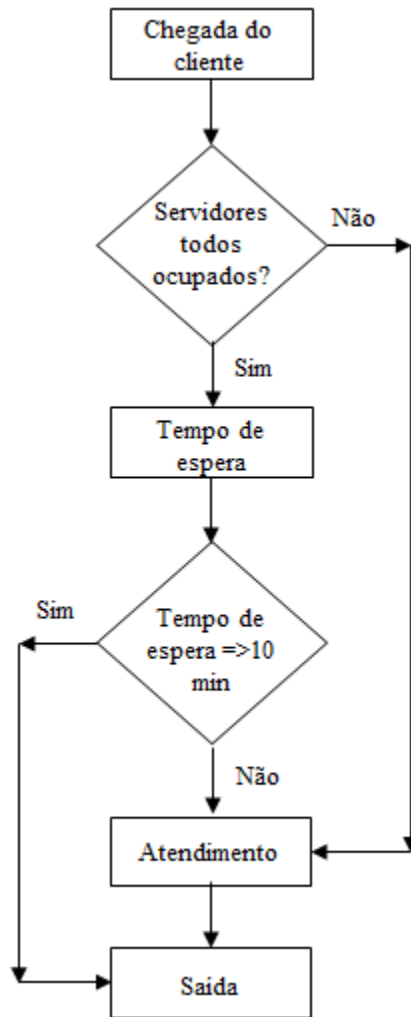 Chegada do
cliente
Servidores
todos
ocupados?
Não
Sim
Tempo de
espera
Sim
Tempo de
espera =>10
min
Não
Atendimento
Saída